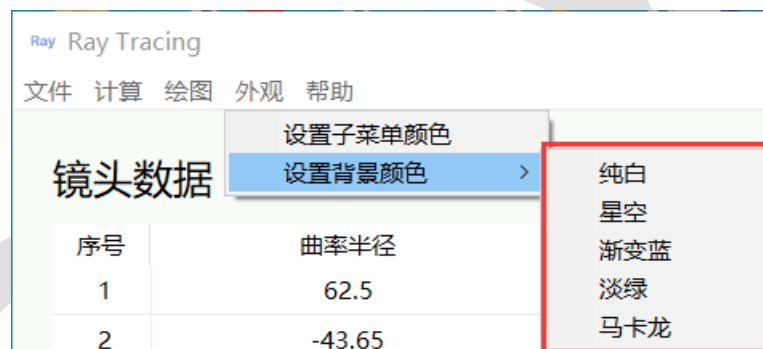 Ray Ray Tracing
文件 计算 绘图 外观 帮助
设置子菜单颜色
镜头数据 设置背景颜色 > 纯白
星空
序号 曲率半径 渐变蓝
1 62.5 淡绿
2 -43.65 马卡龙